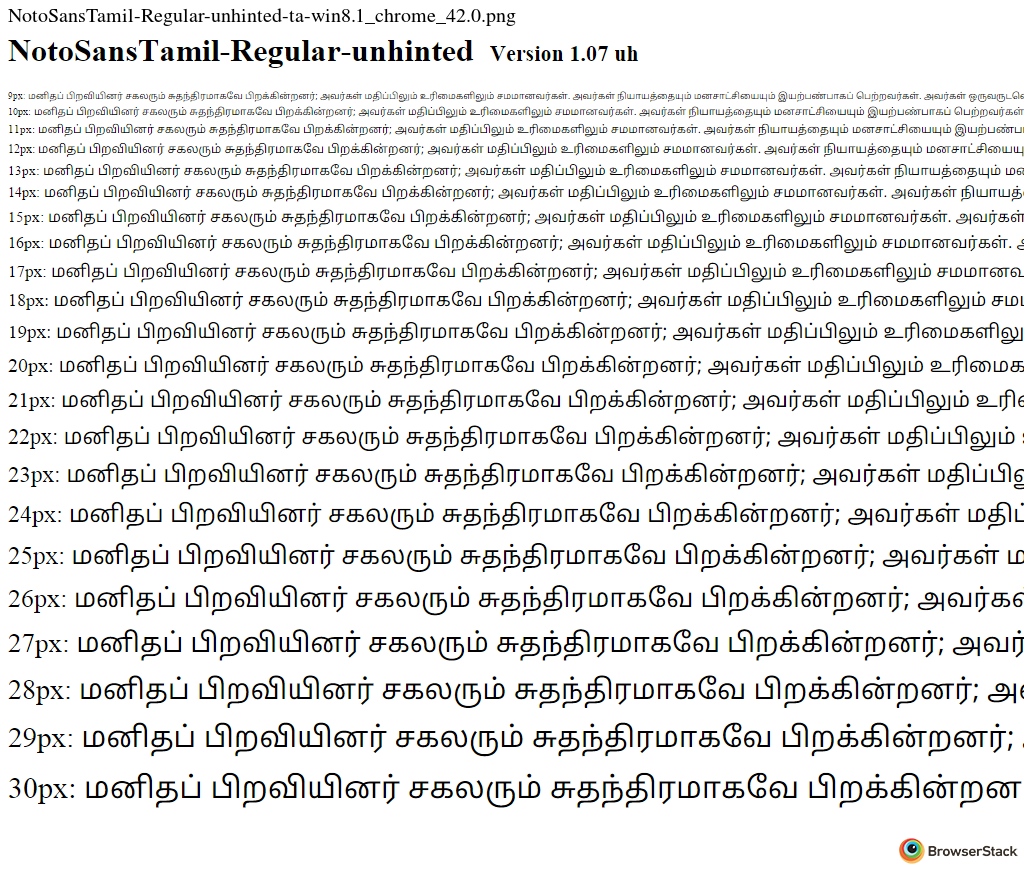 NotoSansTamil-Regular-unhinted-ta-win8.1_chrome_42.0.png
NotoSansTamil-Regular-unhinted Version 1.07 uh
9px: மனிதப் பிறவியினர் சகலரும் சுதந்திரமாகவே பிறக்கின்றனர்; அவர்கள் மதிப்பிலும் உரிமைகளிலும் சமமானவர்கள். அவர்கள் நியாயத்தையும் மனசாட்சியையும் இயற்பண்பாகப் பெற்றவர்கள். அவர்கள்
10px: மனிதப் பிறவியினர் சகலரும் சுதந்திரமாகவே பிறக்கின்றனர்; அவர்கள் மதிப்பிலும் உரிமைகளிலும் சமமானவர்கள். அவர்கள் நியாயத்தையும் மனசாட்சியையும் இயற்பண்பாகப் பெற்றவர்கள்
11px: மனிதப் பிறவியினர் சகலரும் சுதந்திரமாகவே பிறக்கின்றனர்; அவர்கள் மதிப்பிலும் உரிமைகளிலும் சமமானவர்கள். அவர்கள் நியாயத்தையும் மனசாட்சியையும்
12px: மனிதப் பிறவியினர் சகலரும் சுதந்திரமாகவே பிறக்கின்றனர்; அவர்கள் மதிப்பிலும் உரிமைகளிலும் சமமானவர்கள். அவர்கள் நியாயத்தையும்
13px: மனிதப் பிறவியினர் சகலரும் சுதந்திரமாகவே பிறக்கின்றனர்; அவர்கள் மதிப்பிலும் உரிமைகளிலும் சமமானவர்கள். அவர்கள் நியாயத்தையும்
14px: மனிதப் பிறவியினர் சகலரும் சுதந்திரமாகவே பிறக்கின்றனர்; அவர்கள் மதிப்பிலும் உரிமைகளிலும் சமமானவர்கள். அவர்கள்
15px: மனிதப் பிறவியினர் சகலரும் சுதந்திரமாகவே பிறக்கின்றனர்; அவர்கள் மதிப்பிலும் உரிமைகளிலும் சமமானவர்கள். அவர்கள்
16px: மனிதப் பிறவியினர் சகலரும் சுதந்திரமாகவே பிறக்கின்றனர்; அவர்கள் மதிப்பிலும் உரிமைகளிலும் சமமானவர்கள்.
17px: மனிதப் பிறவியினர் சகலரும் சுதந்திரமாகவே பிறக்கின்றனர்; அவர்கள் மதிப்பிலும் உரிமைகளிலும்
18px: மனிதப் பிறவியினர் சகலரும் சுதந்திரமாகவே பிறக்கின்றனர்; அவர்கள் மதிப்பிலும் உரிமைகளிலும்
19px: மனிதப் பிறவியினர் சகலரும் சுதந்திரமாகவே பிறக்கின்றனர்; அவர்கள் மதிப்பிலும் உரிமைகளிலு
20px: மனிதப் பிறவியினர் சகலரும் சுதந்திரமாகவே பிறக்கின்றனர்; அவர்கள் மதிப்பிலும் உரிமைக
21px: மனிதப் பிறவியினர் சகலரும் சுதந்திரமாகவே பிறக்கின்றனர்; அவர்கள் மதிப்பிலும்
22px: மனிதப் பிறவியினர் சகலரும் சுதந்திரமாகவே பிறக்கின்றனர்; அவர்கள் மதிப்பிலும்
23px: மனிதப் பிறவியினர் சகலரும் சுதந்திரமாகவே பிறக்கின்றனர்; அவர்கள்
24px: மனிதப் பிறவியினர் சகலரும் சுதந்திரமாகவே பிறக்கின்றனர்; அவர்கள்
25px: மனிதப் பிறவியினர் சகலரும் சுதந்திரமாகவே பிறக்கின்றனர்; அவர்கள்
26px: மனிதப் பிறவியினர் சகலரும் சுதந்திரமாகவே பிறக்கின்றனர்;
27px: மனிதப் பிறவியினர் சகலரும் சுதந்திரமாகவே பிறக்கின்றனர்; அவர்
28px: மனிதப் பிறவியினர் சகலரும் சுதந்திரமாகவே பிறக்கின்றனர்;
29px: மனிதப் பிறவியினர் சகலரும் சுதந்திரமாகவே பிறக்கின்றனர்;
30px: மனிதப் பிறவியினர் சகலரும் சுதந்திரமாகவே பிறக்கின்றன
BrowserStack